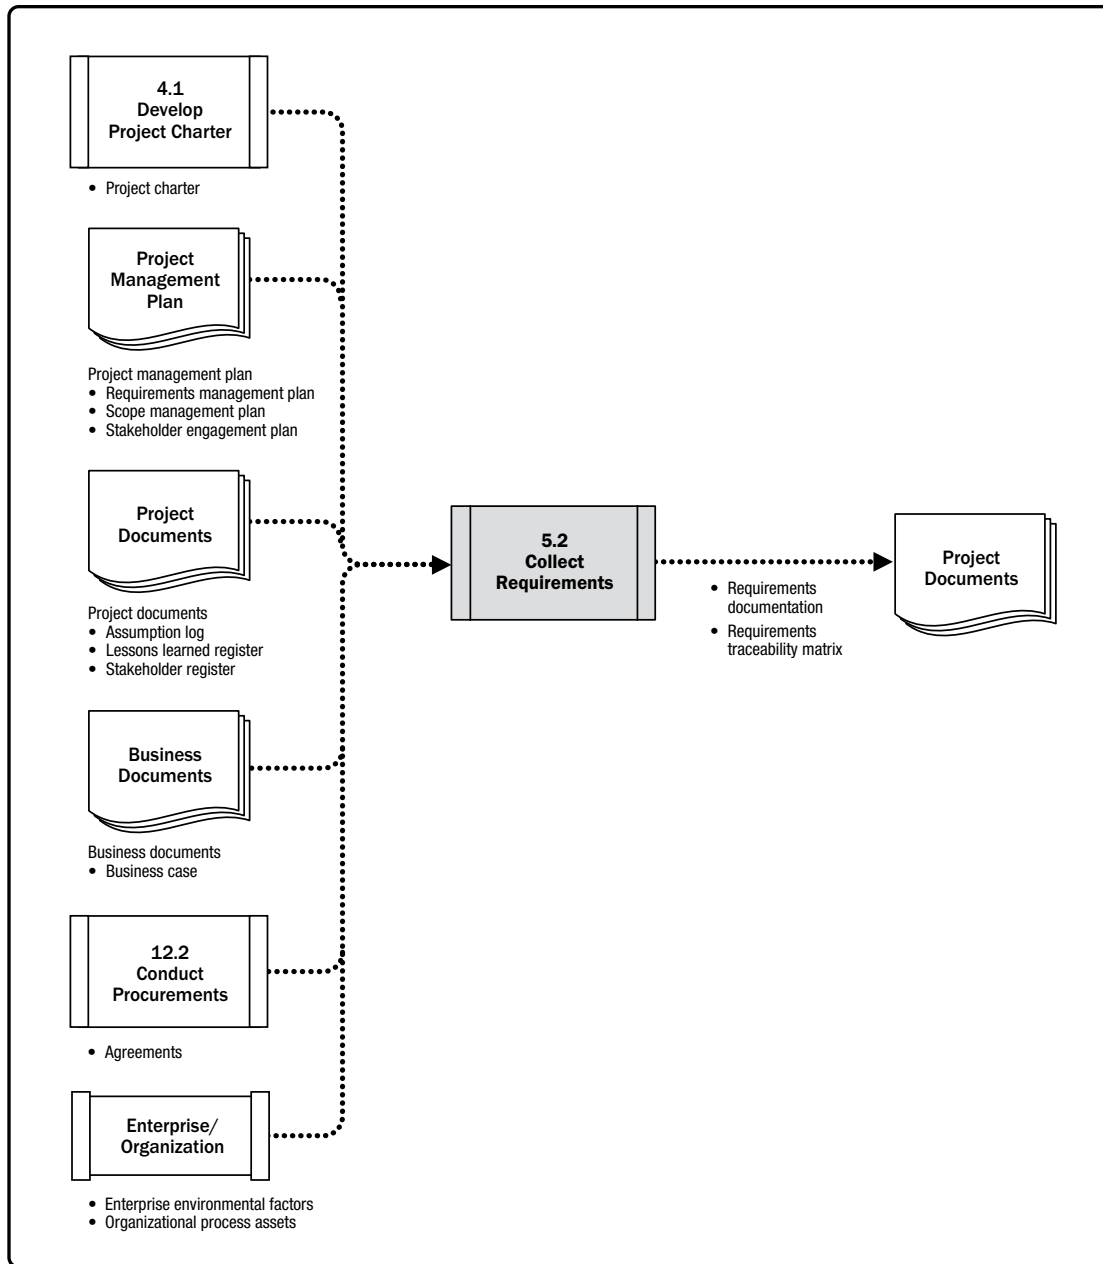 4.1
Develop
Project Charter
• Project charter
Project
Management
Plan
Project management plan
• Requirements management plan
• Scope management plan
• Stakeholder engagement plan
Project
Documents
Project documents
• Assumption log
• Lessons learned register
• Stakeholder register
Business
Documents
Business documents
• Business case
12.2
Conduct
Procurements
• Agreements
Enterprise/
Organization
• Enterprise environmental factors
• Organizational process assets
5.2
Collect
Requirements
• Requirements
documentation
• Requirements
traceability matrix
Project
Documents